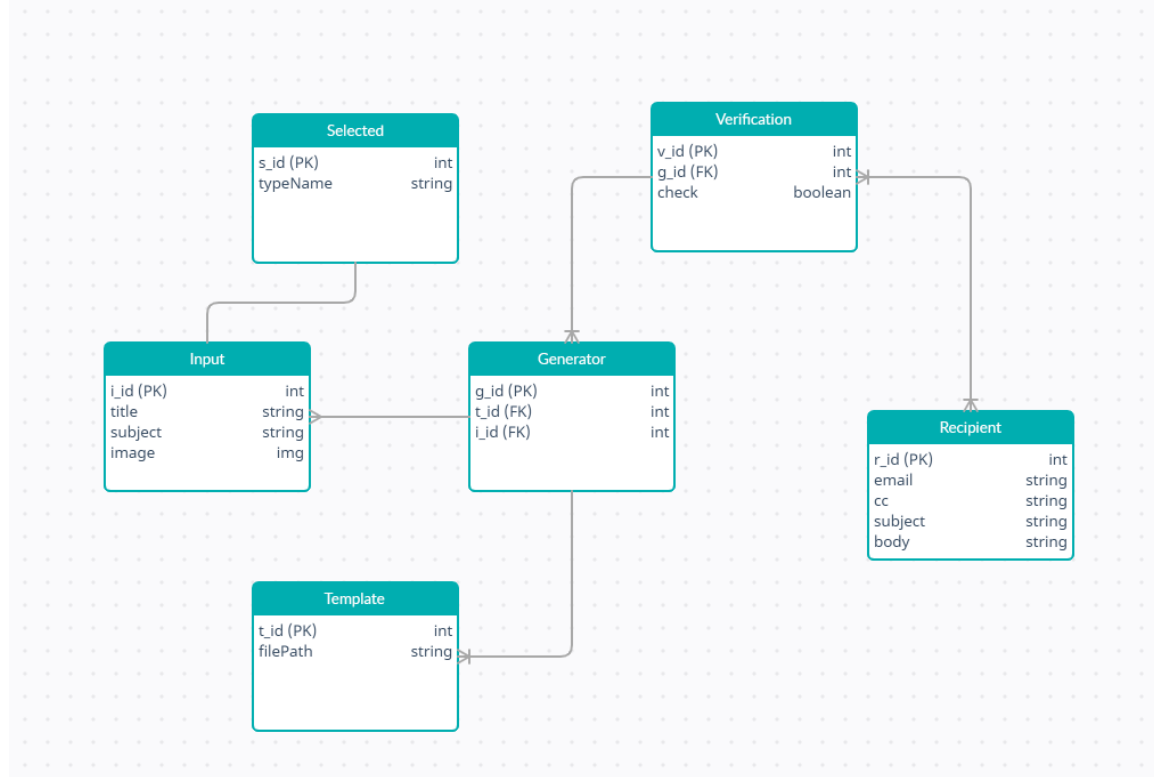 Selected
s_id (PK) int
typeName string
Verification
v_id (PK) int
g_id (FK) int
check boolean
Input
i_id (PK) int
title string
subject string
image img
Generator
g_id (PK) int
t_id (FK) int
i_id (FK) int
Recipient
r_id (PK) int
email string
cc string
subject string
body string
Template
t_id (PK) int
filePath string